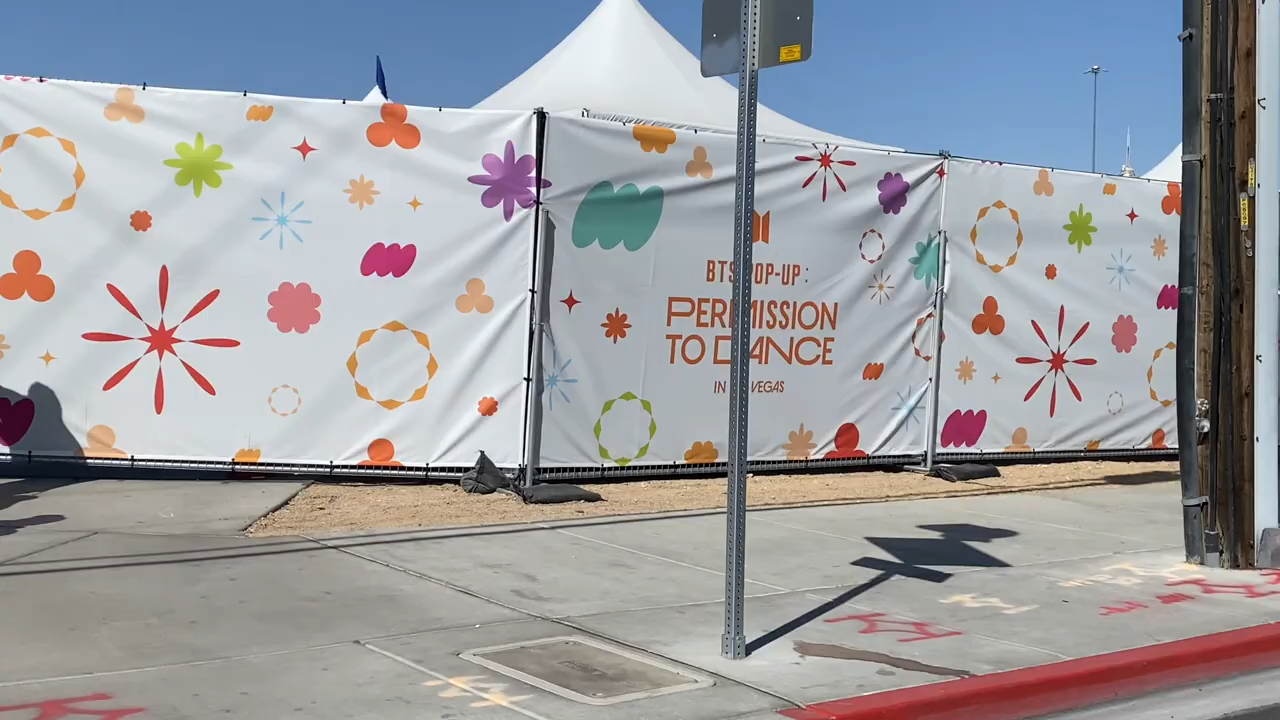 BTS POP-UP :
PERMISSION
TO DANCE
IN VEGAS